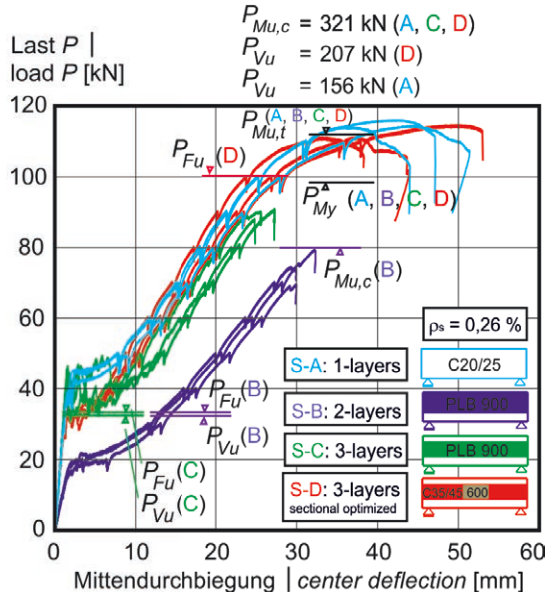 P_Mu,c = 321 kN (A, C, D)
P_Vu = 207 kN (D)
P_Vu = 156 kN (A)
Last P |
load P [kN]
P_Mu,t (A, B, C, D)
P_Fu (D)
P_My (A, B, C, D)
P_Mu,c (B)
ρs = 0,26 %
S-A: 1-layers
C20/25
S-B: 2-layers
PLB 900
S-C: 3-layers
PLB 900
S-D: 3-layers
sectional optimized
C35/45 600
P_Fu(B)
P_Vu(B)
P_Fu(C)
P_Vu(C)
120
100
80
60
40
20
0
0 10 20 30 40 50 60
Mittendurchbiegung | center deflection [mm]